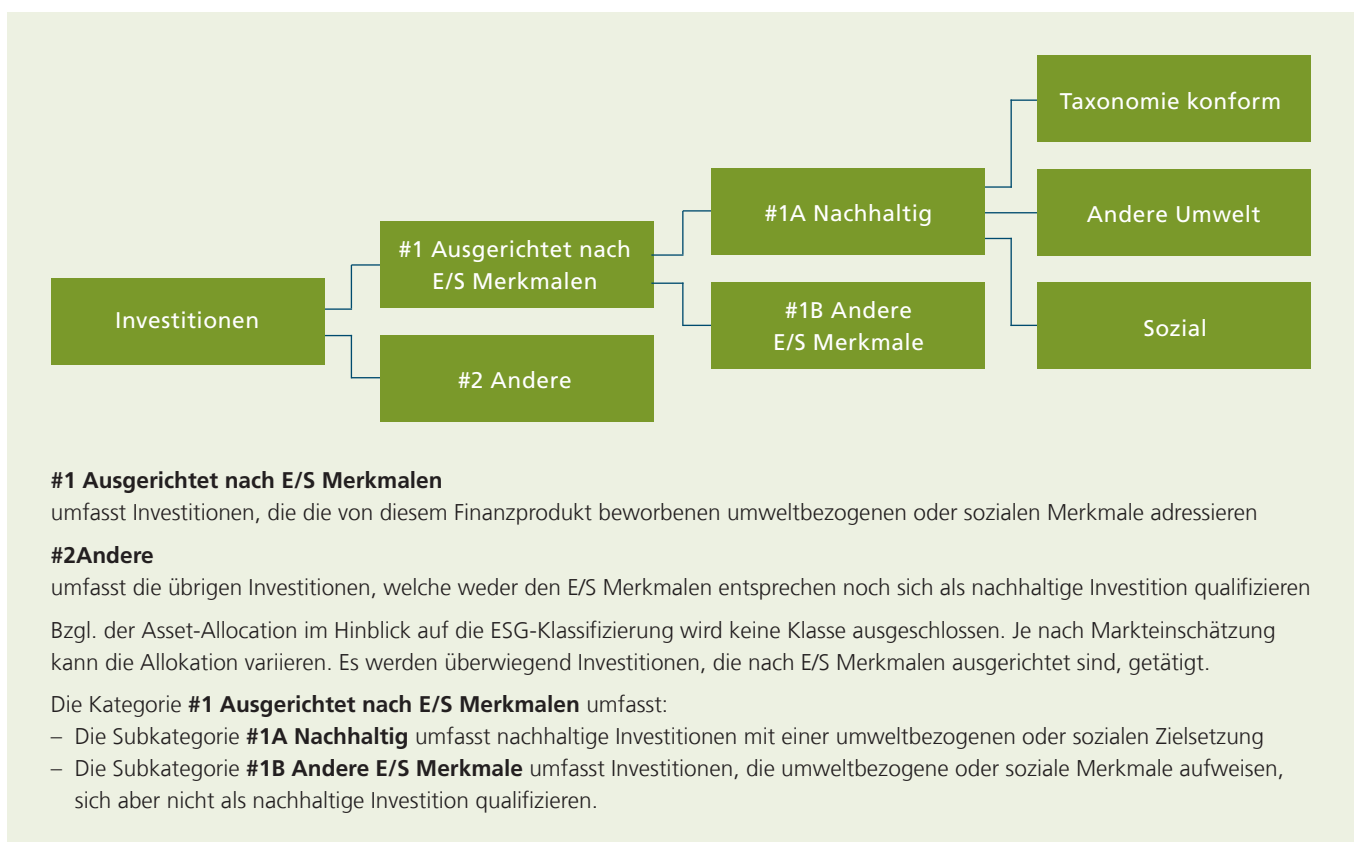 Taxonomie konform
#1A Nachhaltig
Andere Umwelt
#1 Ausgerichtet nach
E/S Merkmalen
Investitionen
#1B Andere
E/S Merkmale
Sozial
#2 Andere
#1 Ausgerichtet nach E/S Merkmalen
umfasst Investitionen, die die von diesem Finanzprodukt beworbenen umweltbezogenen oder sozialen Merkmale adressieren
#2Andere
umfasst die übrigen Investitionen, welche weder den E/S Merkmalen entsprechen noch sich als nachhaltige Investition qualifizieren
Bzgl. der Asset-Allocation im Hinblick auf die ESG-Klassifizierung wird keine Klasse ausgeschlossen. Je nach Markteinschätzung
kann die Allokation variieren. Es werden überwiegend Investitionen, die nach E/S Merkmalen ausgerichtet sind, getätigt.
Die Kategorie #1 Ausgerichtet nach E/S Merkmalen umfasst:
– Die Subkategorie #1A Nachhaltig umfasst nachhaltige Investitionen mit einer umweltbezogenen oder sozialen Zielsetzung
– Die Subkategorie #1B Andere E/S Merkmale umfasst Investitionen, die umweltbezogene oder soziale Merkmale aufweisen,
sich aber nicht als nachhaltige Investition qualifizieren.